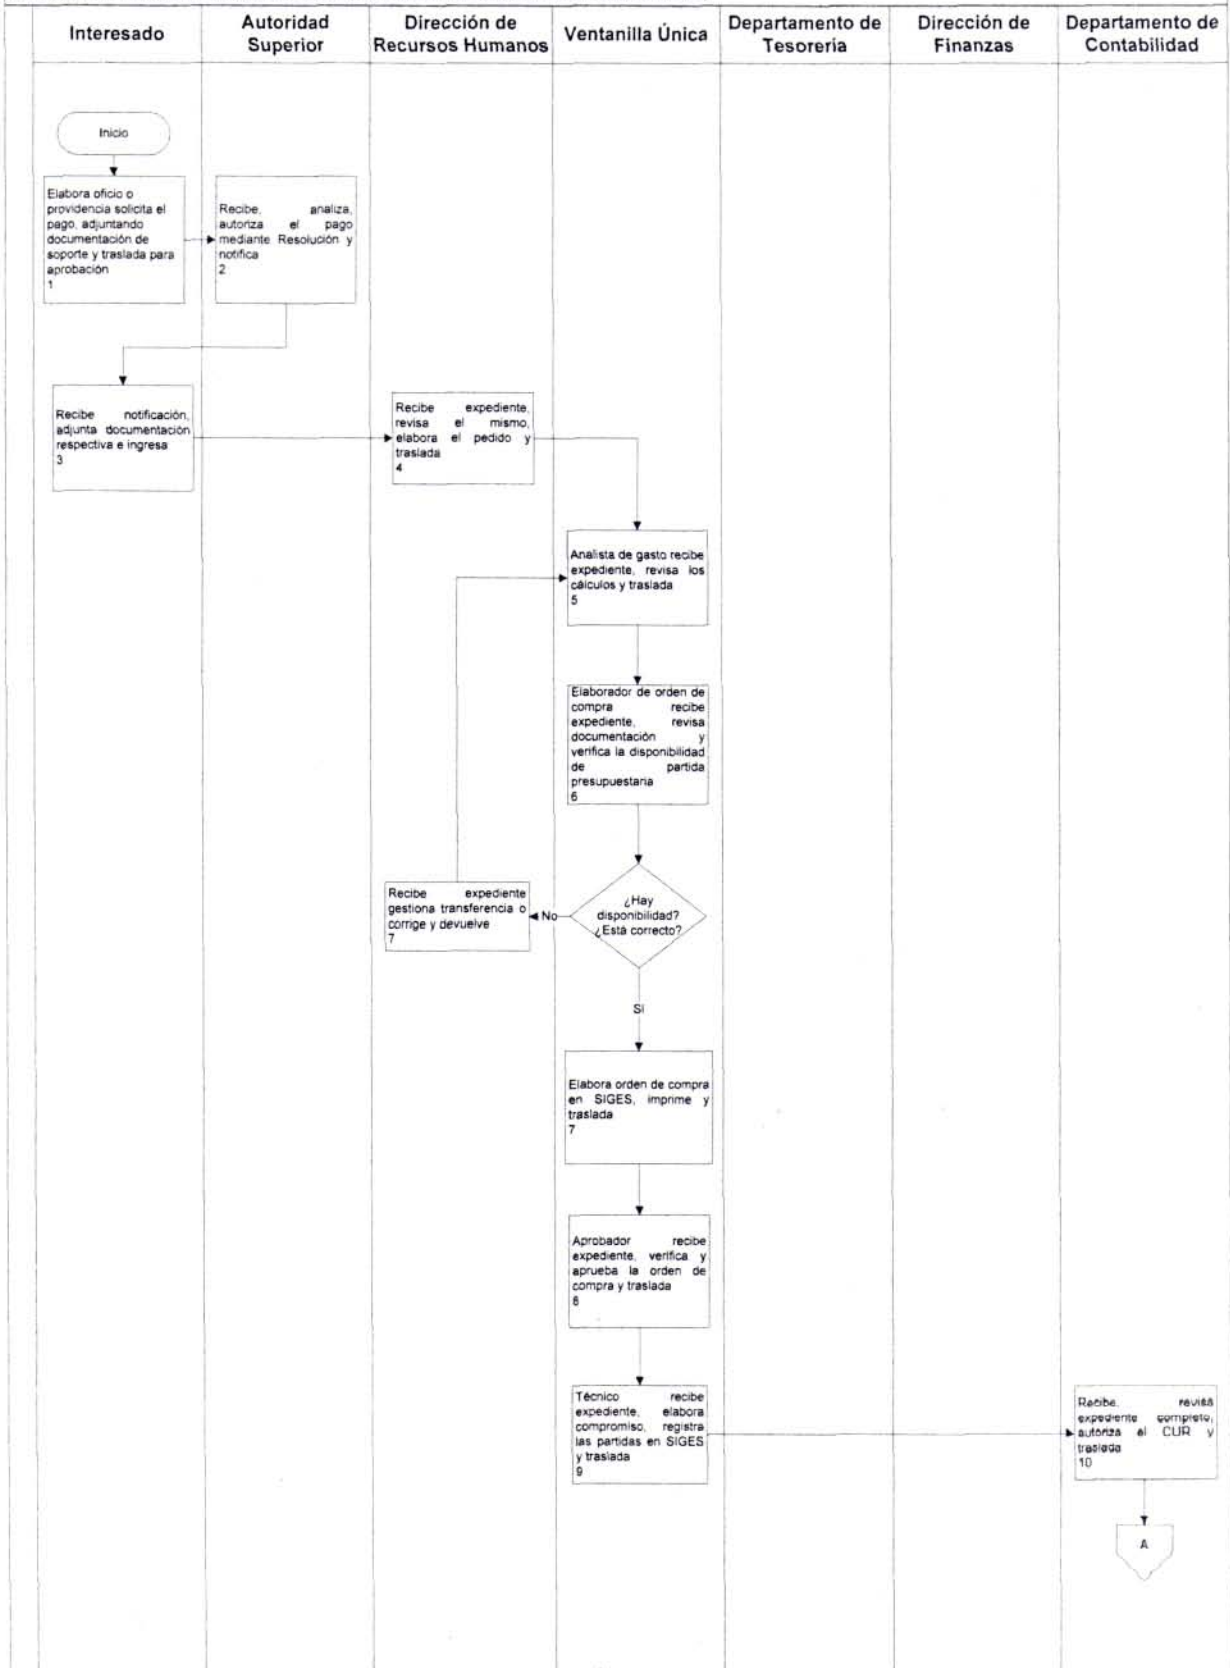 Interesado
Autoridad
Superior
Dirección de
Recursos Humanos
Ventanilla Única
Departamento de
Tesorería
Dirección de
Finanzas
Departamento de
Contabilidad
Inicio
Elabora oficio o
providencia solicita el
pago, adjuntando
documentación de
soporte y traslada para
aprobación
1
Recibe, analiza,
autoriza el pago
mediante Resolución y
notifica
2
Recibe notificación,
adjunta documentación
respectiva e ingresa
3
Recibe expediente,
revisa el mismo,
elabora el pedido y
traslada
4
Analista de gasto recibe
expediente, revisa los
cálculos y traslada
5
Elaborador de orden de
compra recibe
expediente, revisa
documentación y
verifica la disponibilidad
de partida
presupuestaria
6
¿Hay
disponibilidad?
¿Está correcto?
No
Recibe expediente
gestiona transferencia o
corrige y devuelve
7
SI
Elabora orden de compra
en SIGES, imprime y
traslada
7
Aprobador recibe
expediente, verifica y
aprueba la orden de
compra y traslada
8
Técnico recibe
expediente, elabora
compromiso, registra
las partidas en SIGES
y traslada
9
Recibe, revisa
expediente completo,
autoriza el CUR y
traslada
10
A